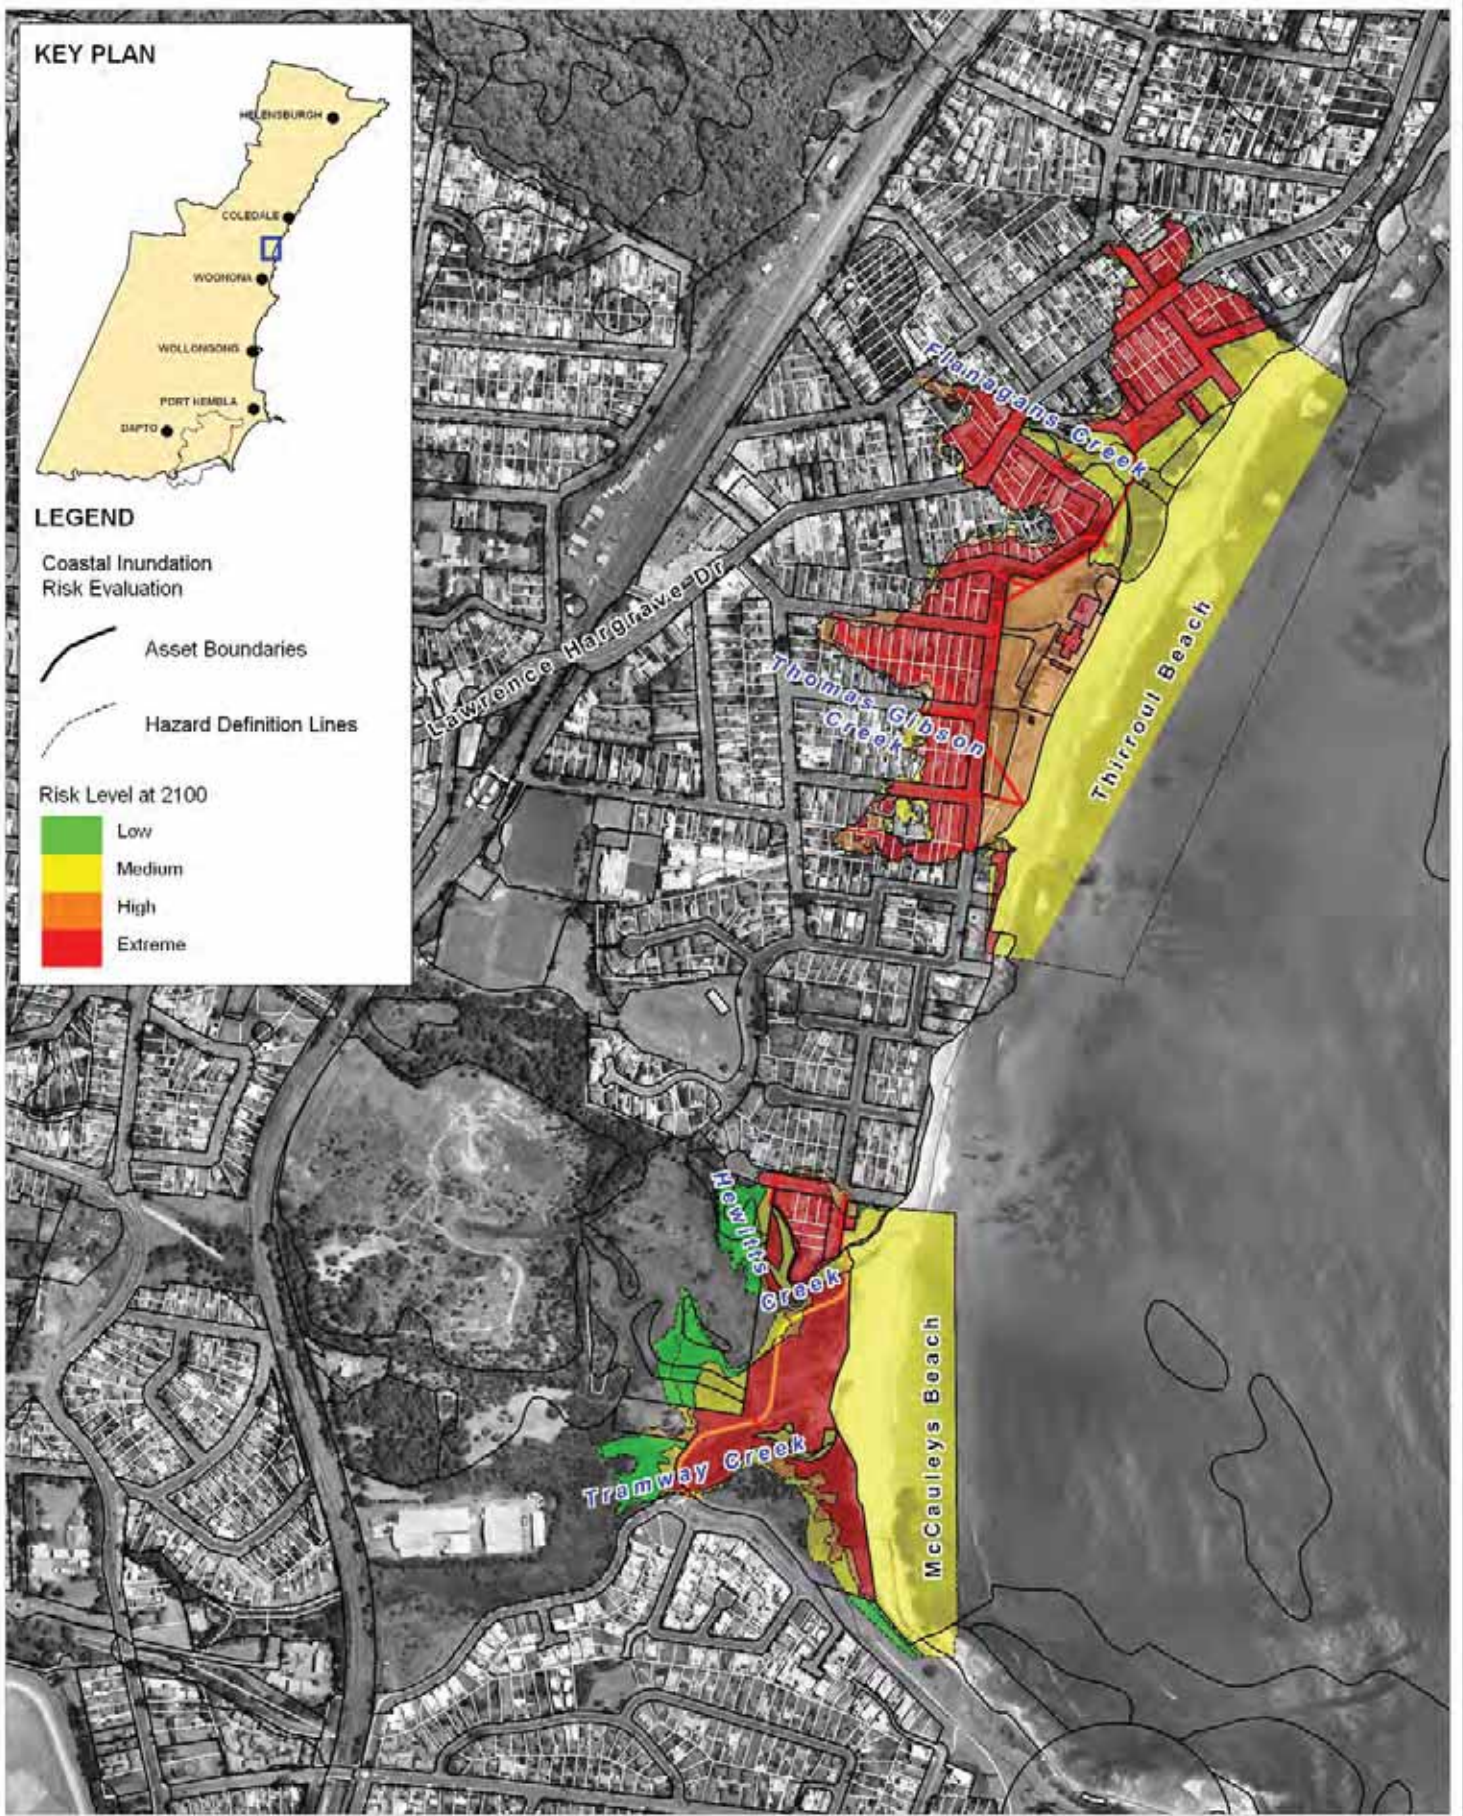 KEY PLAN
HELENSBURGH
COLEDALE
WOONONA
WOLLONGONG
PORT KEMBLA
DAPTO
LEGEND
Coastal Inundation
Risk Evaluation
Asset Boundaries
Hazard Definition Lines
Risk Level at 2100
Low
Medium
High
Extreme
Flanagans Creek
Lawrence Hargrave Dr
Thomas Gibson
Creek
Thirroul Beach
Hewitts
Creek
McCauleys Beach
Tramway Creek